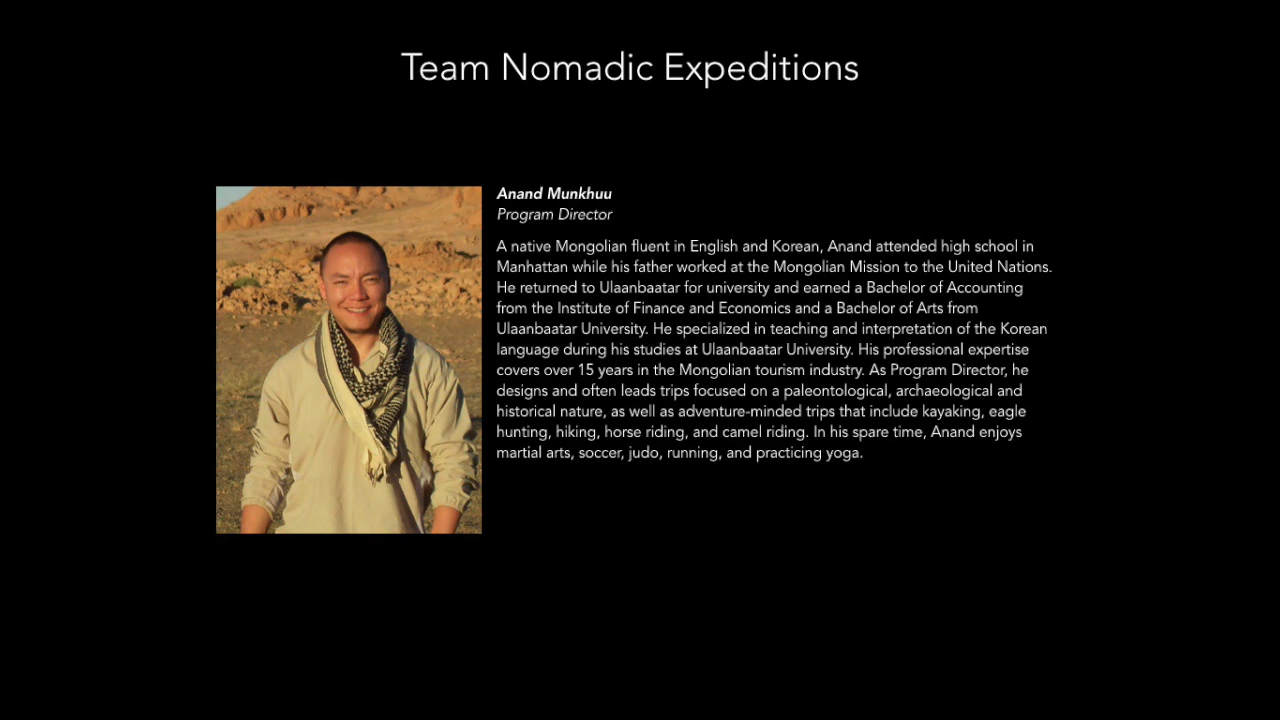 Team Nomadic Expeditions
Anand Munkhuu
Program Director
A native Mongolian fluent in English and Korean, Anand attended high school in
Manhattan while his father worked at the Mongolian Mission to the United Nations.
He returned to Ulaanbaatar for university and earned a Bachelor of Accounting
from the Institute of Finance and Economics and a Bachelor of Arts from
Ulaanbaatar University. He specialized in teaching and interpretation of the Korean
language during his studies at Ulaanbaatar University. His professional expertise
covers over 15 years in the Mongolian tourism industry. As Program Director, he
designs and often leads trips focused on a paleontological, archaeological and
historical nature, as well as adventure-minded trips that include kayaking, eagle
hunting, hiking, horse riding, and camel riding. In his spare time, Anand enjoys
martial arts, soccer, judo, running, and practicing yoga.